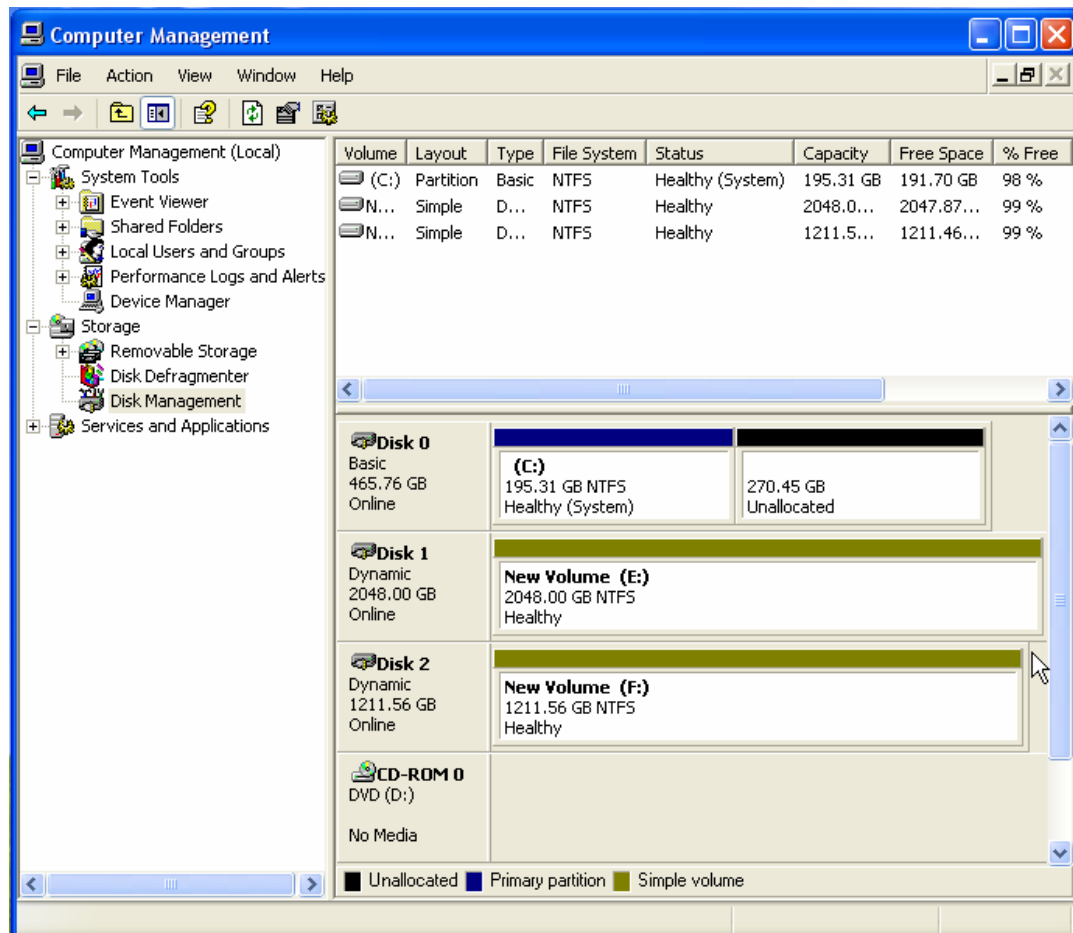 Computer Management
File Action View Window Help
Computer Management (Local)
System Tools
Event Viewer
Shared Folders
Local Users and Groups
Performance Logs and Alerts
Device Manager
Storage
Removable Storage
Disk Defragmenter
Disk Management
Services and Applications
Volume Layout Type File System Status Capacity Free Space % Free
(C:) Partition Basic NTFS Healthy (System) 195.31 GB 191.70 GB 98 %
N... Simple D... NTFS Healthy 2048.0... 2047.87... 99 %
N... Simple D... NTFS Healthy 1211.5... 1211.46... 99 %
Disk 0
Basic
465.76 GB
Online
(C:)
195.31 GB NTFS
Healthy (System)
270.45 GB
Unallocated
Disk 1
Dynamic
2048.00 GB
Online
New Volume (E:)
2048.00 GB NTFS
Healthy
Disk 2
Dynamic
1211.56 GB
Online
New Volume (F:)
1211.56 GB NTFS
Healthy
CD-ROM 0
DVD (D:)
No Media
Unallocated Primary partition Simple volume